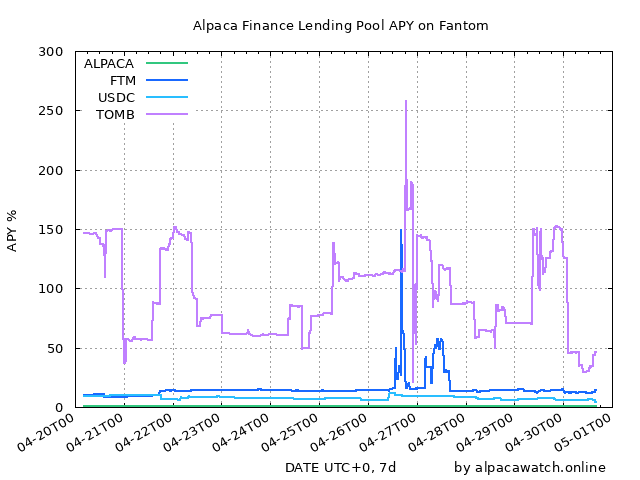 Alpaca Finance Lending Pool APY on Fantom
300
250
200
150
100
50
0
APY %
ALPACA
FTM
USDC
TOMB
04-20T00
04-21T00
04-22T00
04-23T00
04-24T00
04-25T00
04-26T00
04-27T00
04-28T00
04-29T00
04-30T00
05-01T00
DATE UTC+0, 7d
by alpacawatch.online